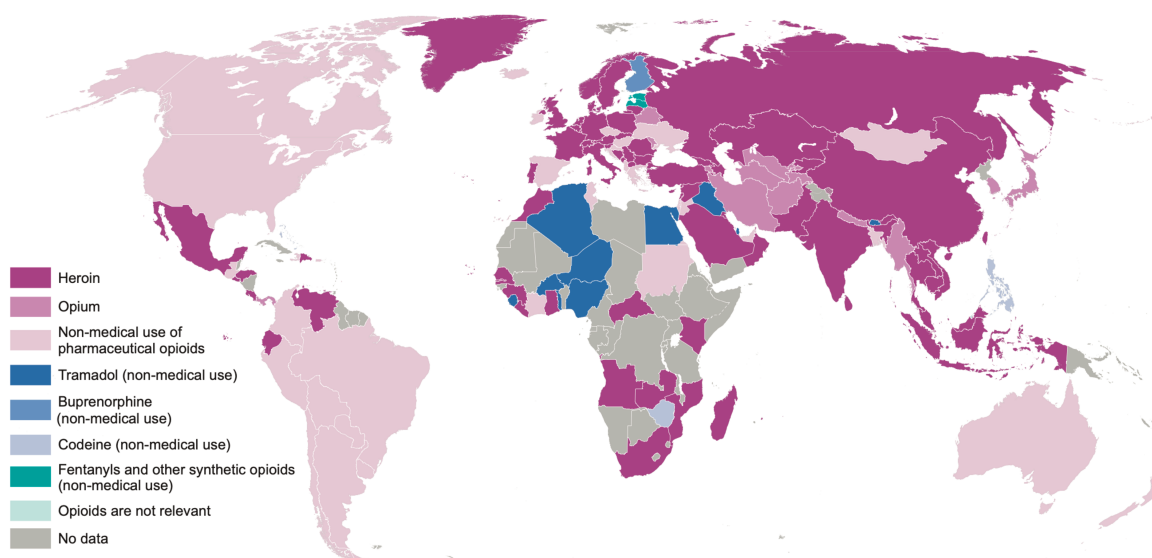 Heroin
Opium
Non-medical use of
pharmaceutical opioids
Tramadol (non-medical use)
Buprenorphine
(non-medical use)
Codeine (non-medical use)
Fentanyls and other synthetic opioids
(non-medical use)
Opioids are not relevant
No data